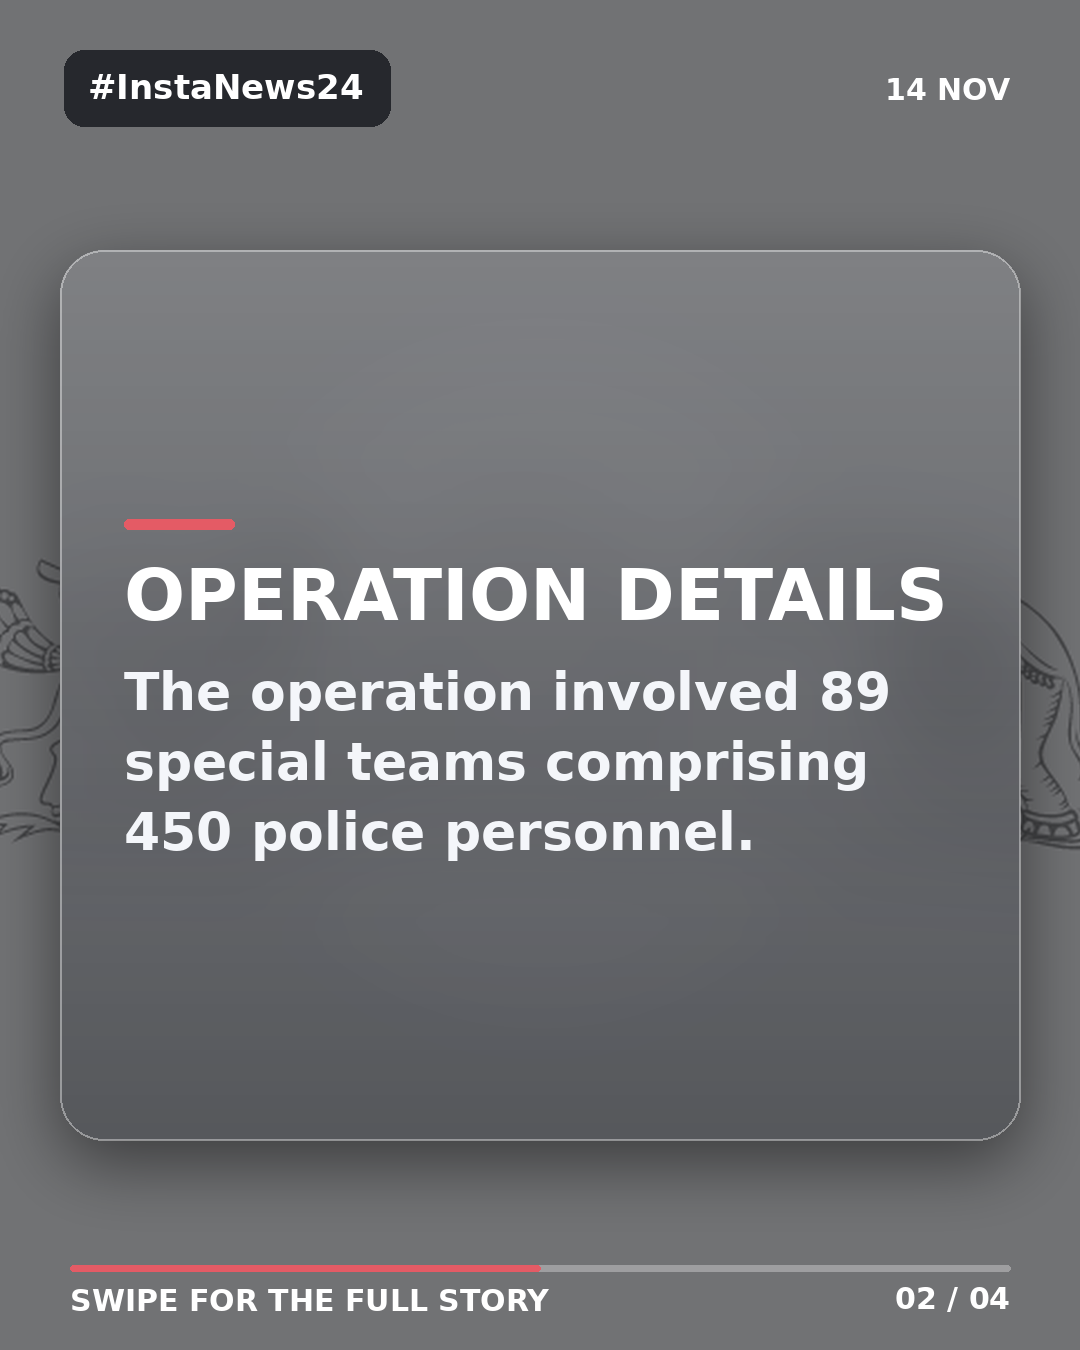 #InstaNews24
14 NOV
OPERATION DETAILS
The operation involved 89
special teams comprising
450 police personnel.
SWIPE FOR THE FULL STORY
02 / 04